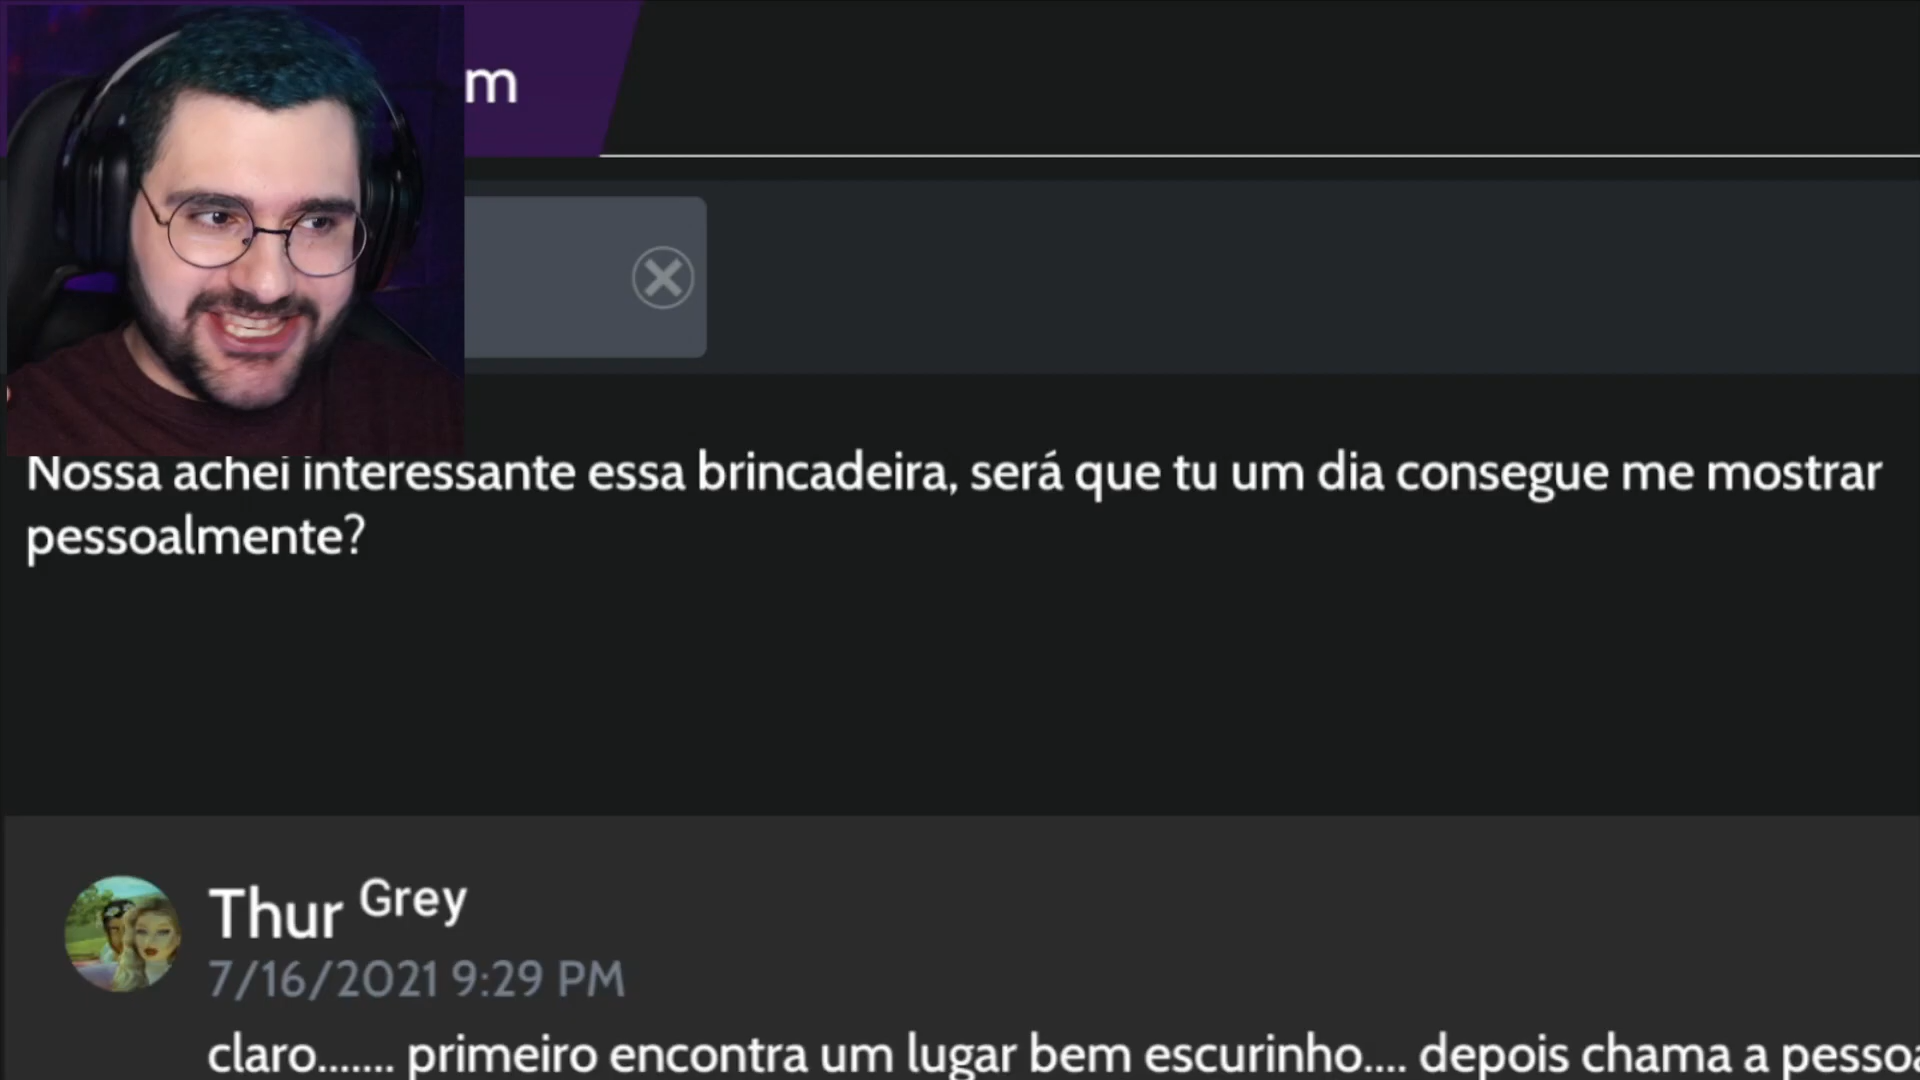 m
Nossa achei interessante essa brincadeira, será que tu um dia consegue me mostrar
pessoalmente?
Thur Grey
7/16/2021 9:29 PM
claro....... primeiro encontra um lugar bem escurinho.... depois chama a pessoa